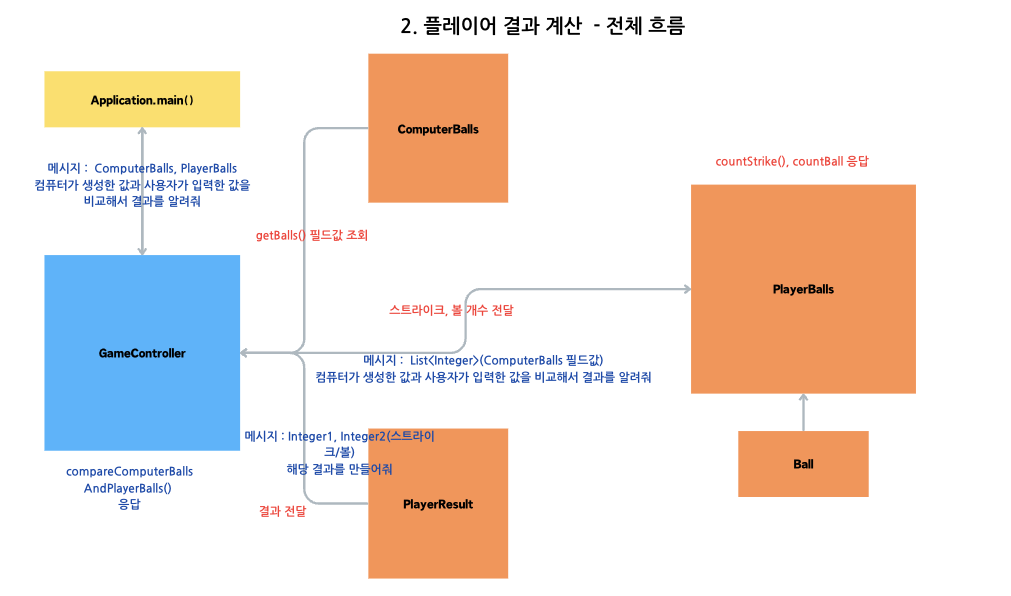 2. 플레이어 결과 계산 - 전체 흐름
Application.main()
ComputerBalls
메시지 : ComputerBalls, PlayerBalls
컴퓨터가 생성한 값과 사용자가 입력한 값을
비교해서 결과를 알려줘
countStrike(), countBall 응답
getBalls() 필드값 조회
PlayerBalls
스트라이크, 볼 개수 전달
GameController
메시지 : List<Integer>(ComputerBalls 필드값)
컴퓨터가 생성한 값과 사용자가 입력한 값을 비교해서 결과를 알려줘
메시지 : Integer1, Integer2(스트라이
크/볼)
해당 결과를 만들어줘
Ball
compareComputerBalls
AndPlayerBalls()
응답
PlayerResult
결과 전달